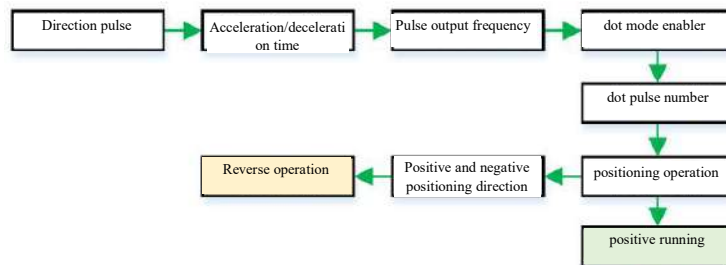 Direction pulse
Acceleration/decelerati
on time
Pulse output frequency
dot mode enabler
dot pulse number
Reverse operation
Positive and negative
positioning direction
positioning operation
positive running